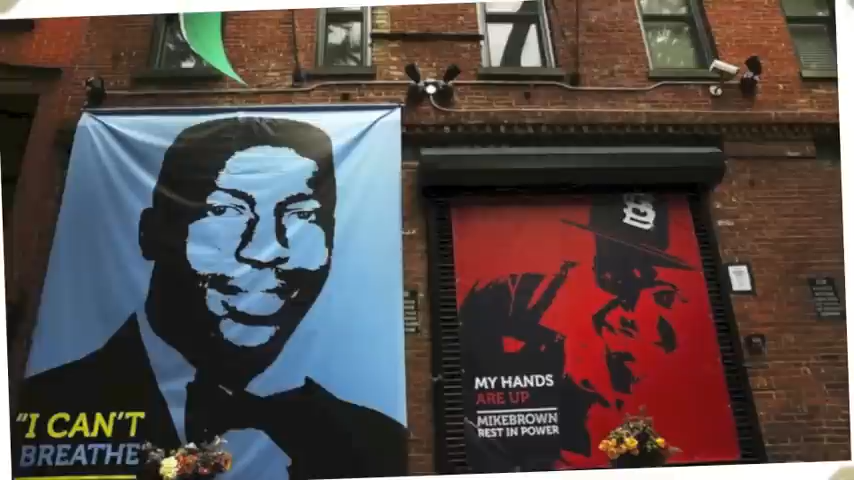 "I CAN'T
BREATHE"
MY HANDS
ARE UP
MIKEBROWN
REST IN POWER